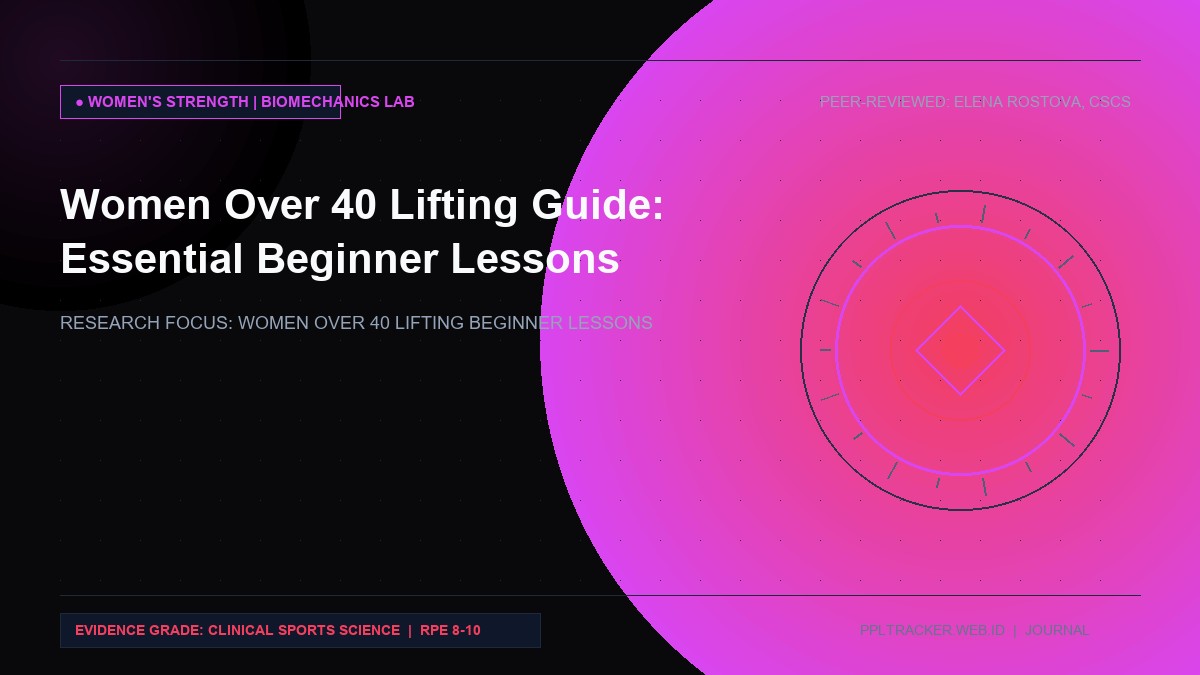 ● WOMEN'S STRENGTH | BIOMECHANICS LAB
PEER-REVIEWED: ELENA ROSTOVA, CSCS
Women Over 40 Lifting Guide:
Essential Beginner Lessons
RESEARCH FOCUS: WOMEN OVER 40 LIFTING BEGINNER LESSONS
EVIDENCE GRADE: CLINICAL SPORTS SCIENCE | RPE 8-10
PPLTRACKER.WEB.ID | JOURNAL